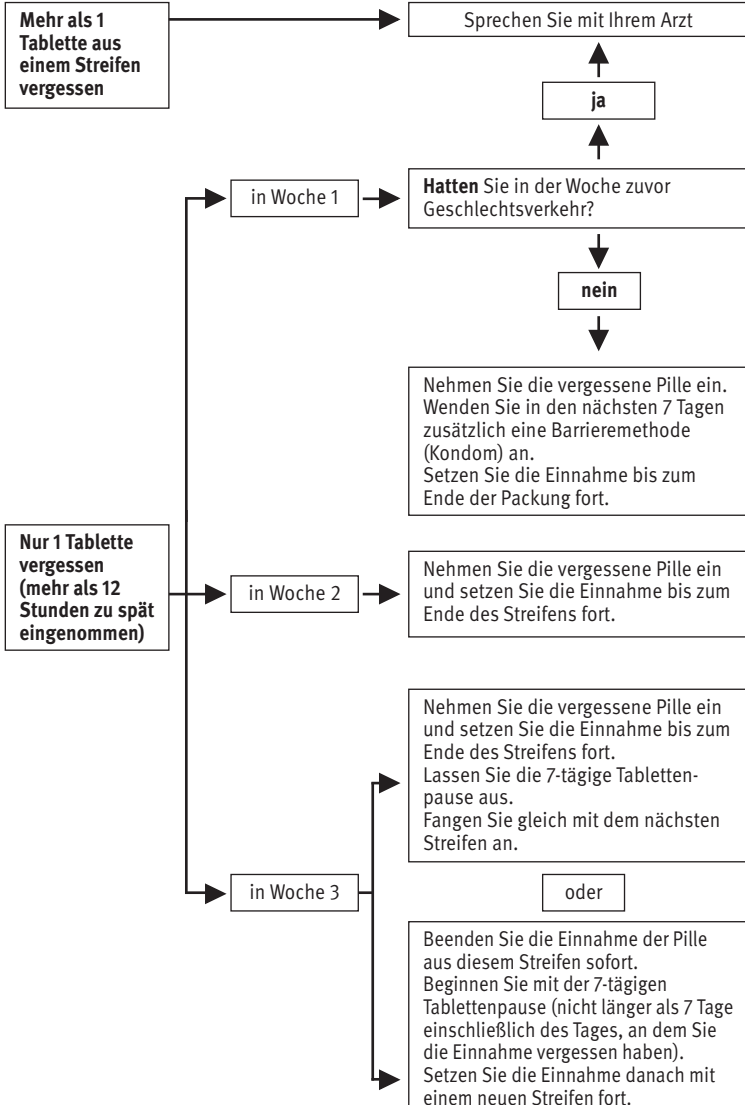 Mehr als 1
Tablette aus
einem Streifen
vergessen
Sprechen Sie mit Ihrem Arzt
ja
in Woche 1
Hatten Sie in der Woche zuvor
Geschlechtsverkehr?
nein
Nehmen Sie die vergessene Pille ein.
Wenden Sie in den nächsten 7 Tagen
zusätzlich eine Barrieremethode
(Kondom) an.
Setzen Sie die Einnahme bis zum
Ende der Packung fort.
Nur 1 Tablette
vergessen
(mehr als 12
Stunden zu spät
eingenommen)
in Woche 2
Nehmen Sie die vergessene Pille ein
und setzen Sie die Einnahme bis zum
Ende des Streifens fort.
Nehmen Sie die vergessene Pille ein
und setzen Sie die Einnahme bis zum
Ende des Streifens fort.
Lassen Sie die 7-tägige Tabletten-
pause aus.
Fangen Sie gleich mit dem nächsten
Streifen an.
in Woche 3
oder
Beenden Sie die Einnahme der Pille
aus diesem Streifen sofort.
Beginnen Sie mit der 7-tägigen
Tablettenpause (nicht länger als 7 Tage
einschließlich des Tages, an dem Sie
die Einnahme vergessen haben).
Setzen Sie die Einnahme danach mit
einem neuen Streifen fort.